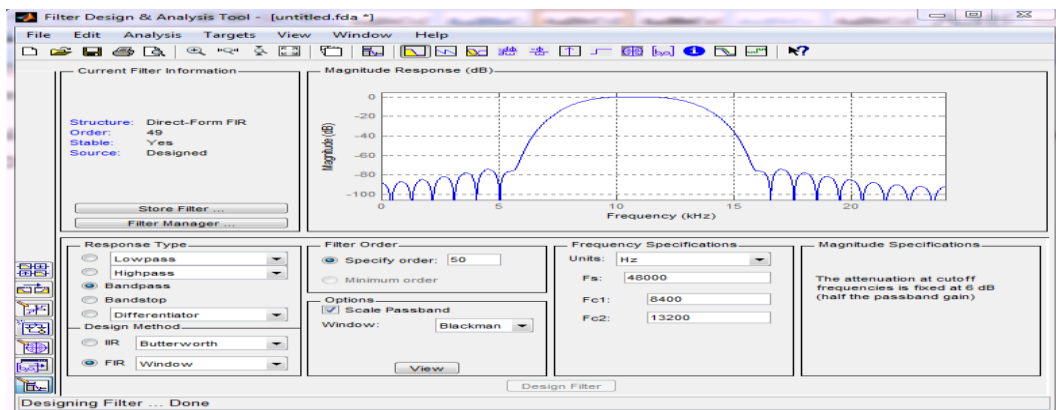 Filter Design & Analysis Tool - [untitled.fda *]
File Edit Analysis Targets View Window Help
Current Filter Information
Structure: Direct-Form FIR
Order: 49
Stable: Yes
Source: Designed
Store Filter ...
Filter Manager ...
Magnitude Response (dB)
Magnitude (dB)
0
-20
-40
-60
-80
-100
0 5 10 15 20
Frequency (kHz)
Response Type
Lowpass
Highpass
Bandpass
Bandstop
Differentiator
Design Method
IIR Butterworth
FIR Window
Filter Order
Specify order: 50
Minimum order
Options
Scale Passband
Window: Blackman
View
Frequency Specifications
Units: Hz
Fs: 48000
Fc1: 8400
Fc2: 13200
Magnitude Specifications
The attenuation at cutoff
frequencies is fixed at 6 dB
(half the passband gain)
Design Filter
Designing Filter ... Done